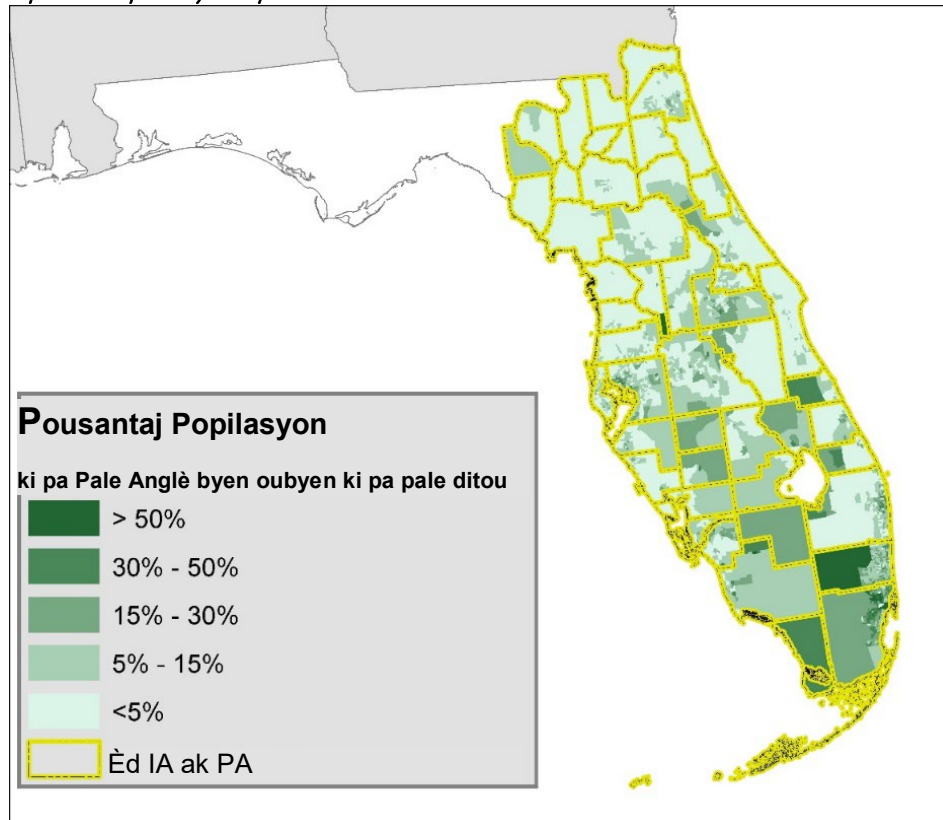 Pousantaj Popilasyon
ki pa Pale Anglè byen oubyen ki pa pale ditou
> 50%
30% - 50%
15% - 30%
5% - 15%
<5%
Èd IA ak PA